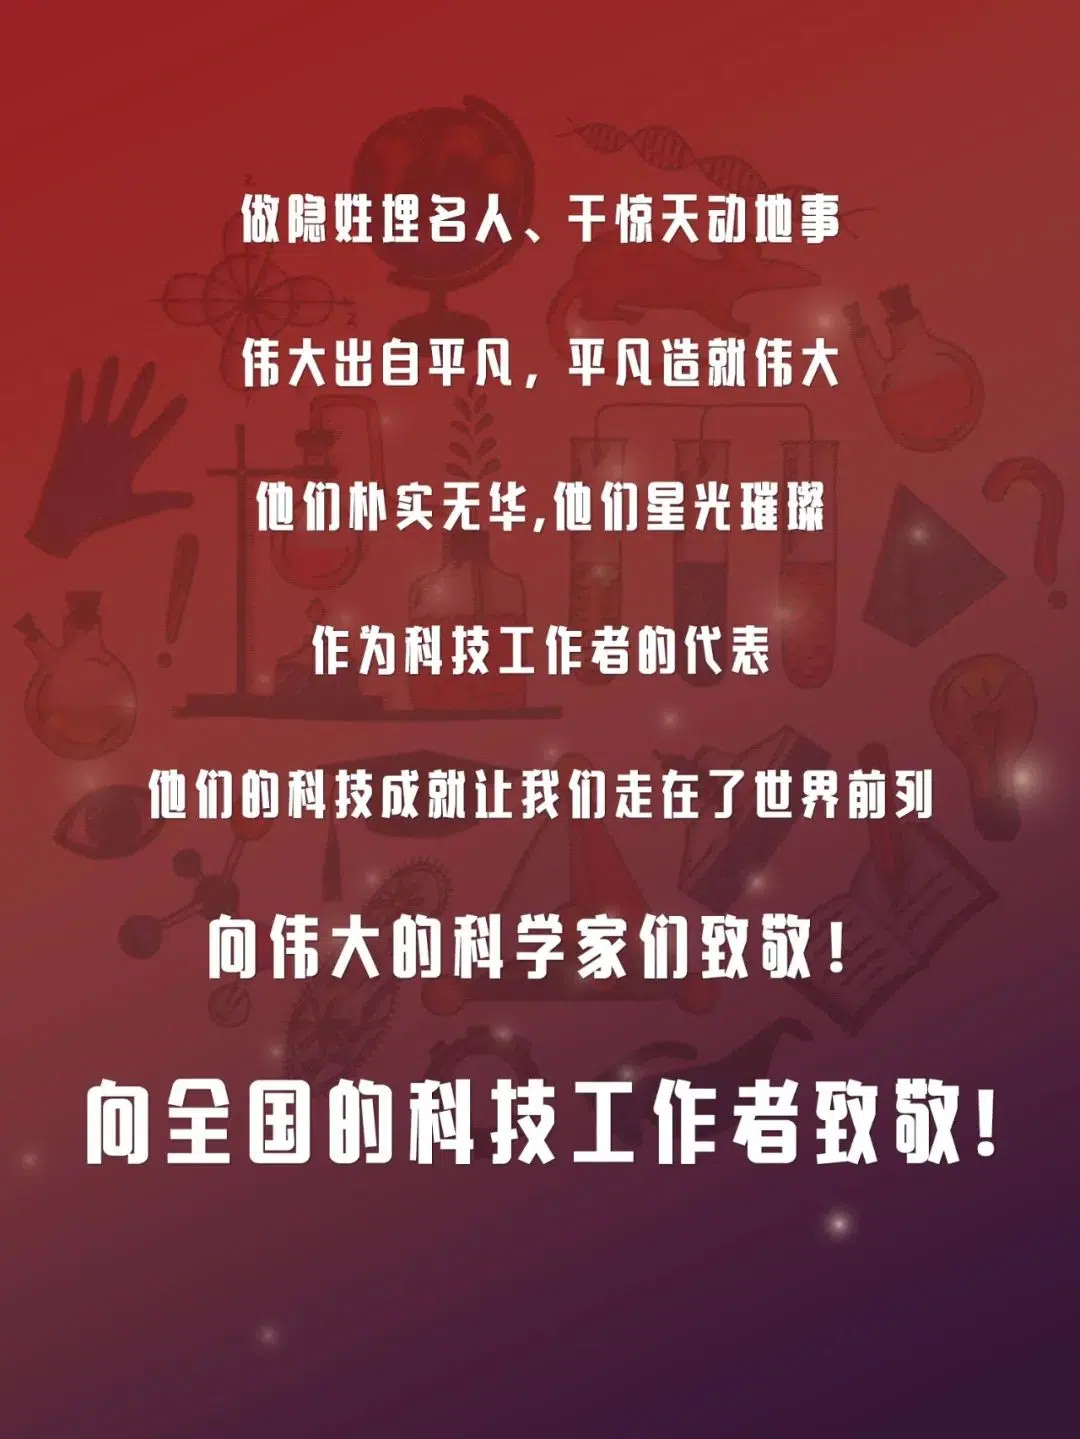 做隐姓埋名人、干惊天动地事
伟大出自平凡，平凡造就伟大
他们朴实无华,他们星光璀璨
作为科技工作者的代表
他们的科技成就让我们走在了世界前列
向伟大的科学家们致敬！
向全国的科技工作者致敬！